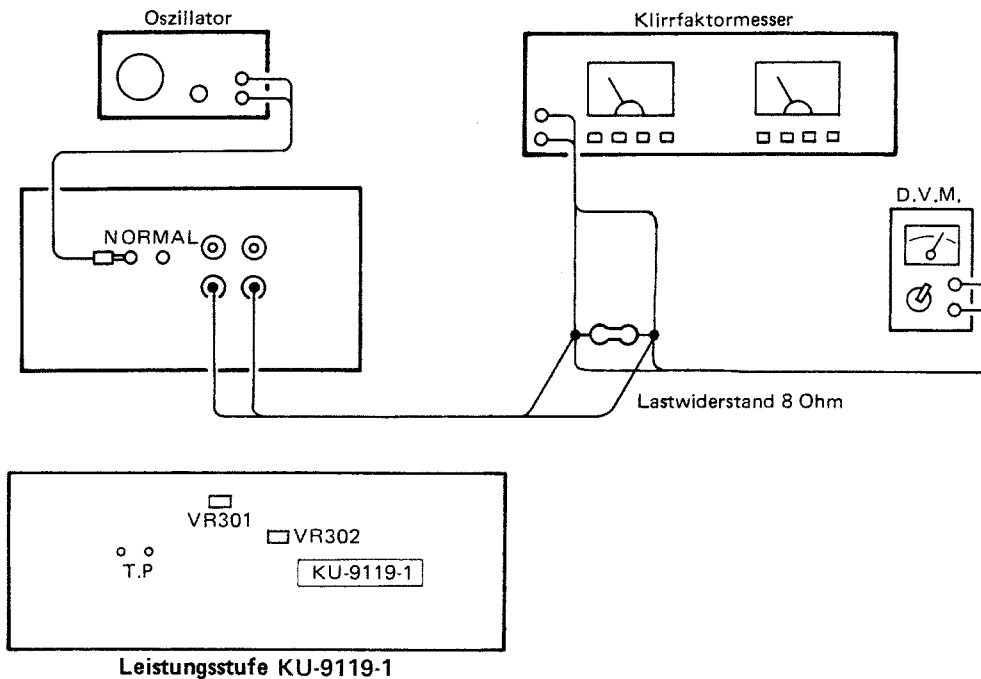 Oszillator
Klirrfaktormesser
D.V.M.
NORMAL
Lastwiderstand 8 Ohm
VR301
VR302
T.P
KU-9119-1
Leistungsstufe KU-9119-1